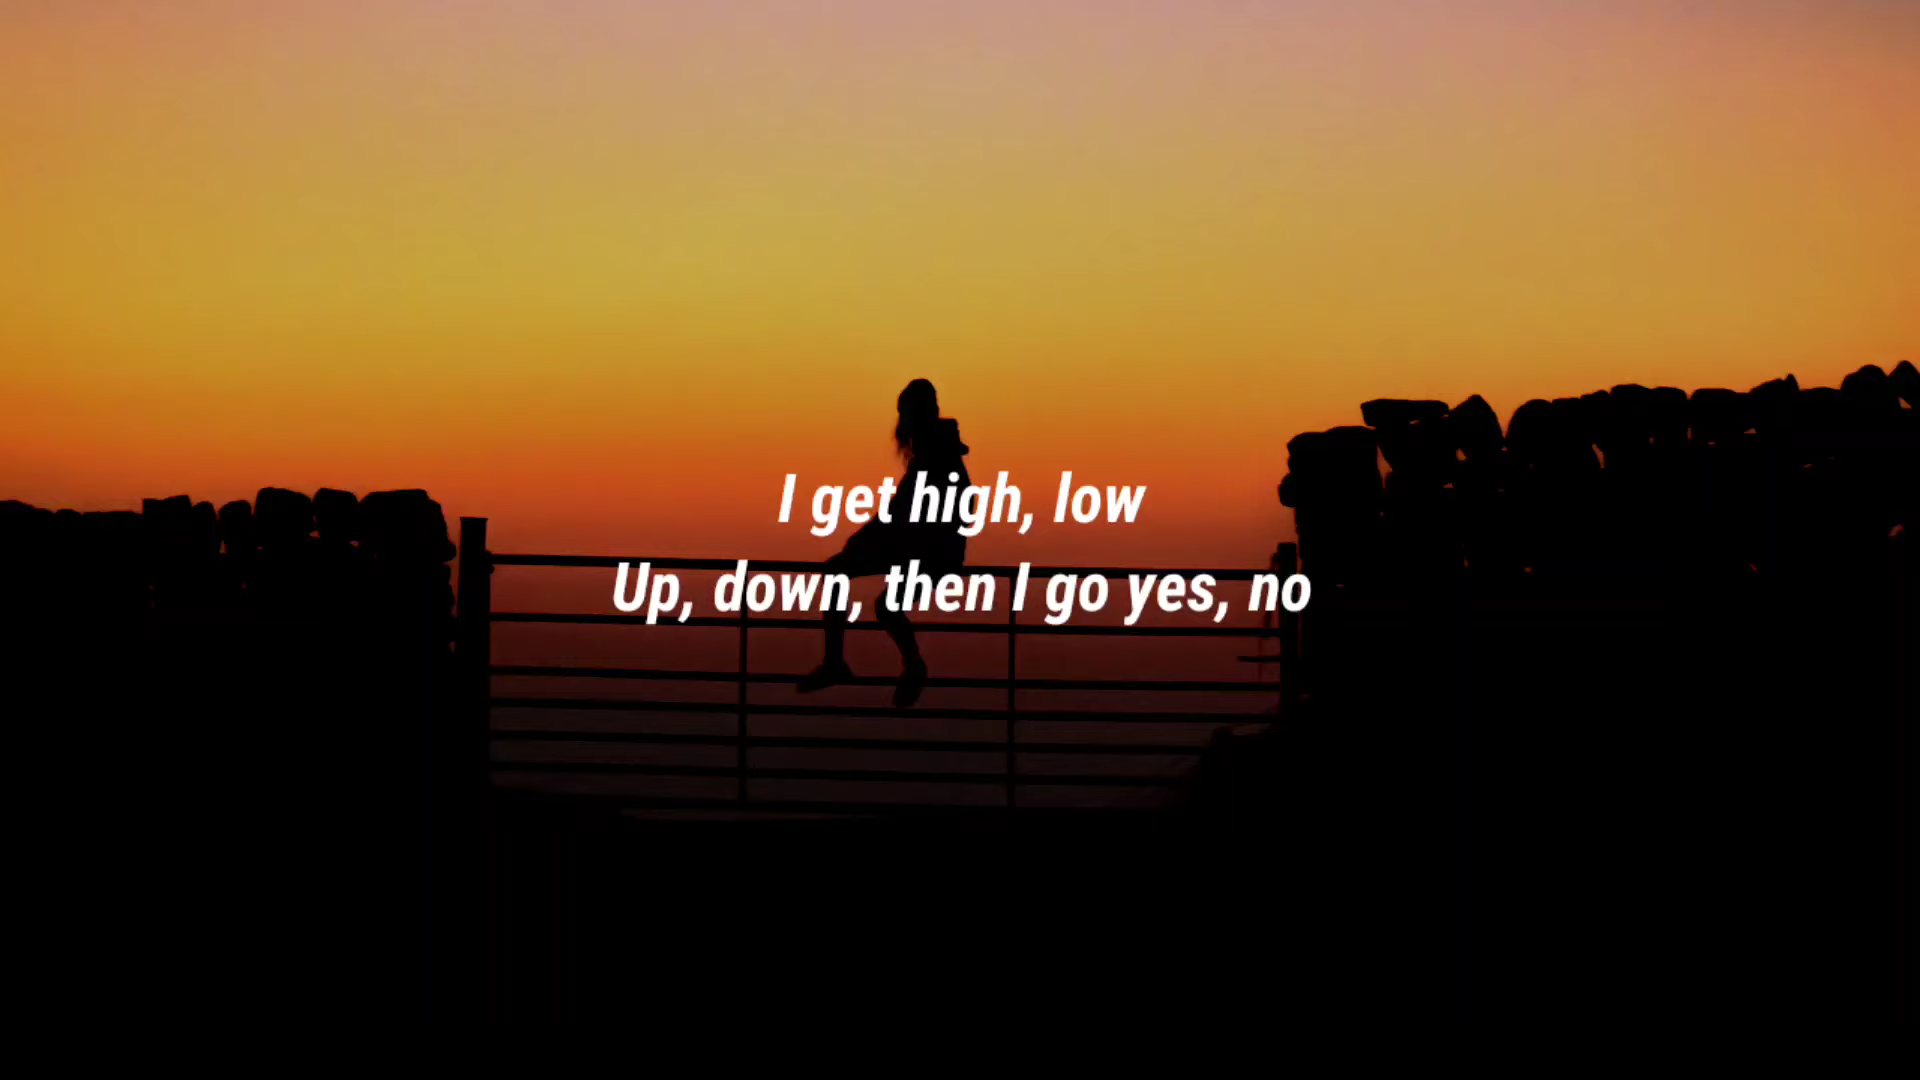 I get high, low
Up, down, then I go yes, no